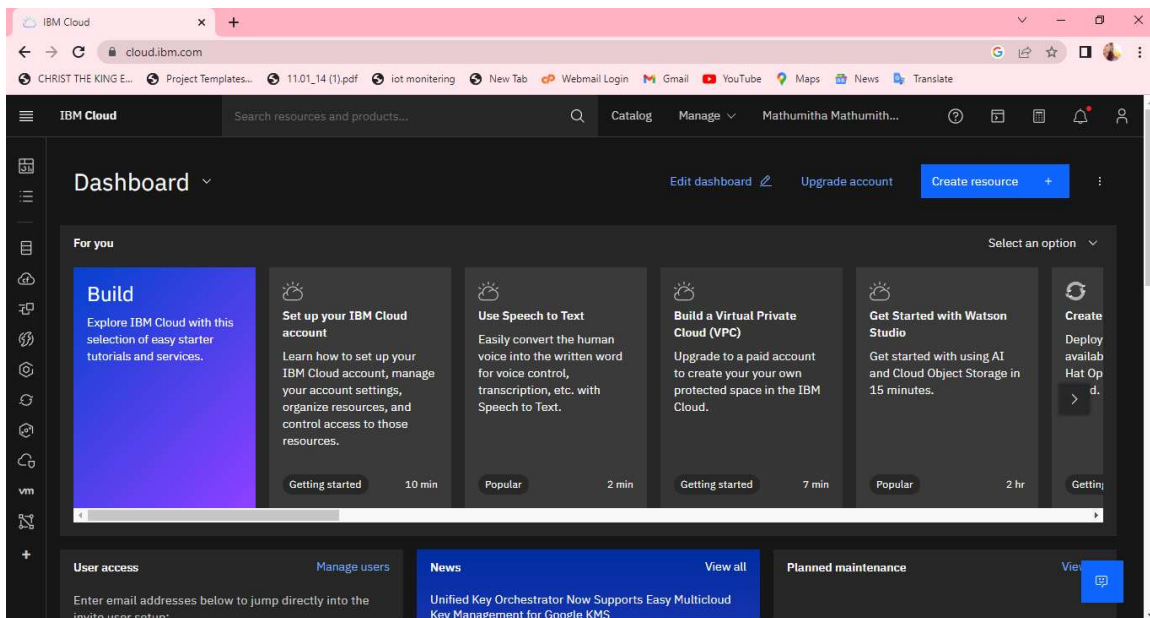 IBM Cloud
cloud.ibm.com
CHRIST THE KING E... Project Templates... 11.01_14 (1).pdf iot monitering New Tab Webmail Login Gmail YouTube Maps News Translate
IBM Cloud Search resources and products... Catalog Manage Mathumitha Mathumith...
Dashboard Edit dashboard Upgrade account Create resource +
For you Select an option
Build
Explore IBM Cloud with this
selection of easy starter
tutorials and services.
Set up your IBM Cloud
account
Learn how to set up your
IBM Cloud account, manage
your account settings,
organize resources, and
control access to those
resources.
Getting started 10 min
Use Speech to Text
Easily convert the human
voice into the written word
for voice control,
transcription, etc. with
Speech to Text.
Popular 2 min
Build a Virtual Private
Cloud (VPC)
Upgrade to a paid account
to create your your own
protected space in the IBM
Cloud.
Getting started 7 min
Get Started with Watson
Studio
Get started with using AI
and Cloud Object Storage in
15 minutes.
Popular 2 hr
Create
Deploy
availab
Hat Op
d.
Getting
vm
User access Manage users
Enter email addresses below to jump directly into the
invite user setup:
News View all
Unified Key Orchestrator Now Supports Easy Multicloud
Key Management for Google KMS
Planned maintenance